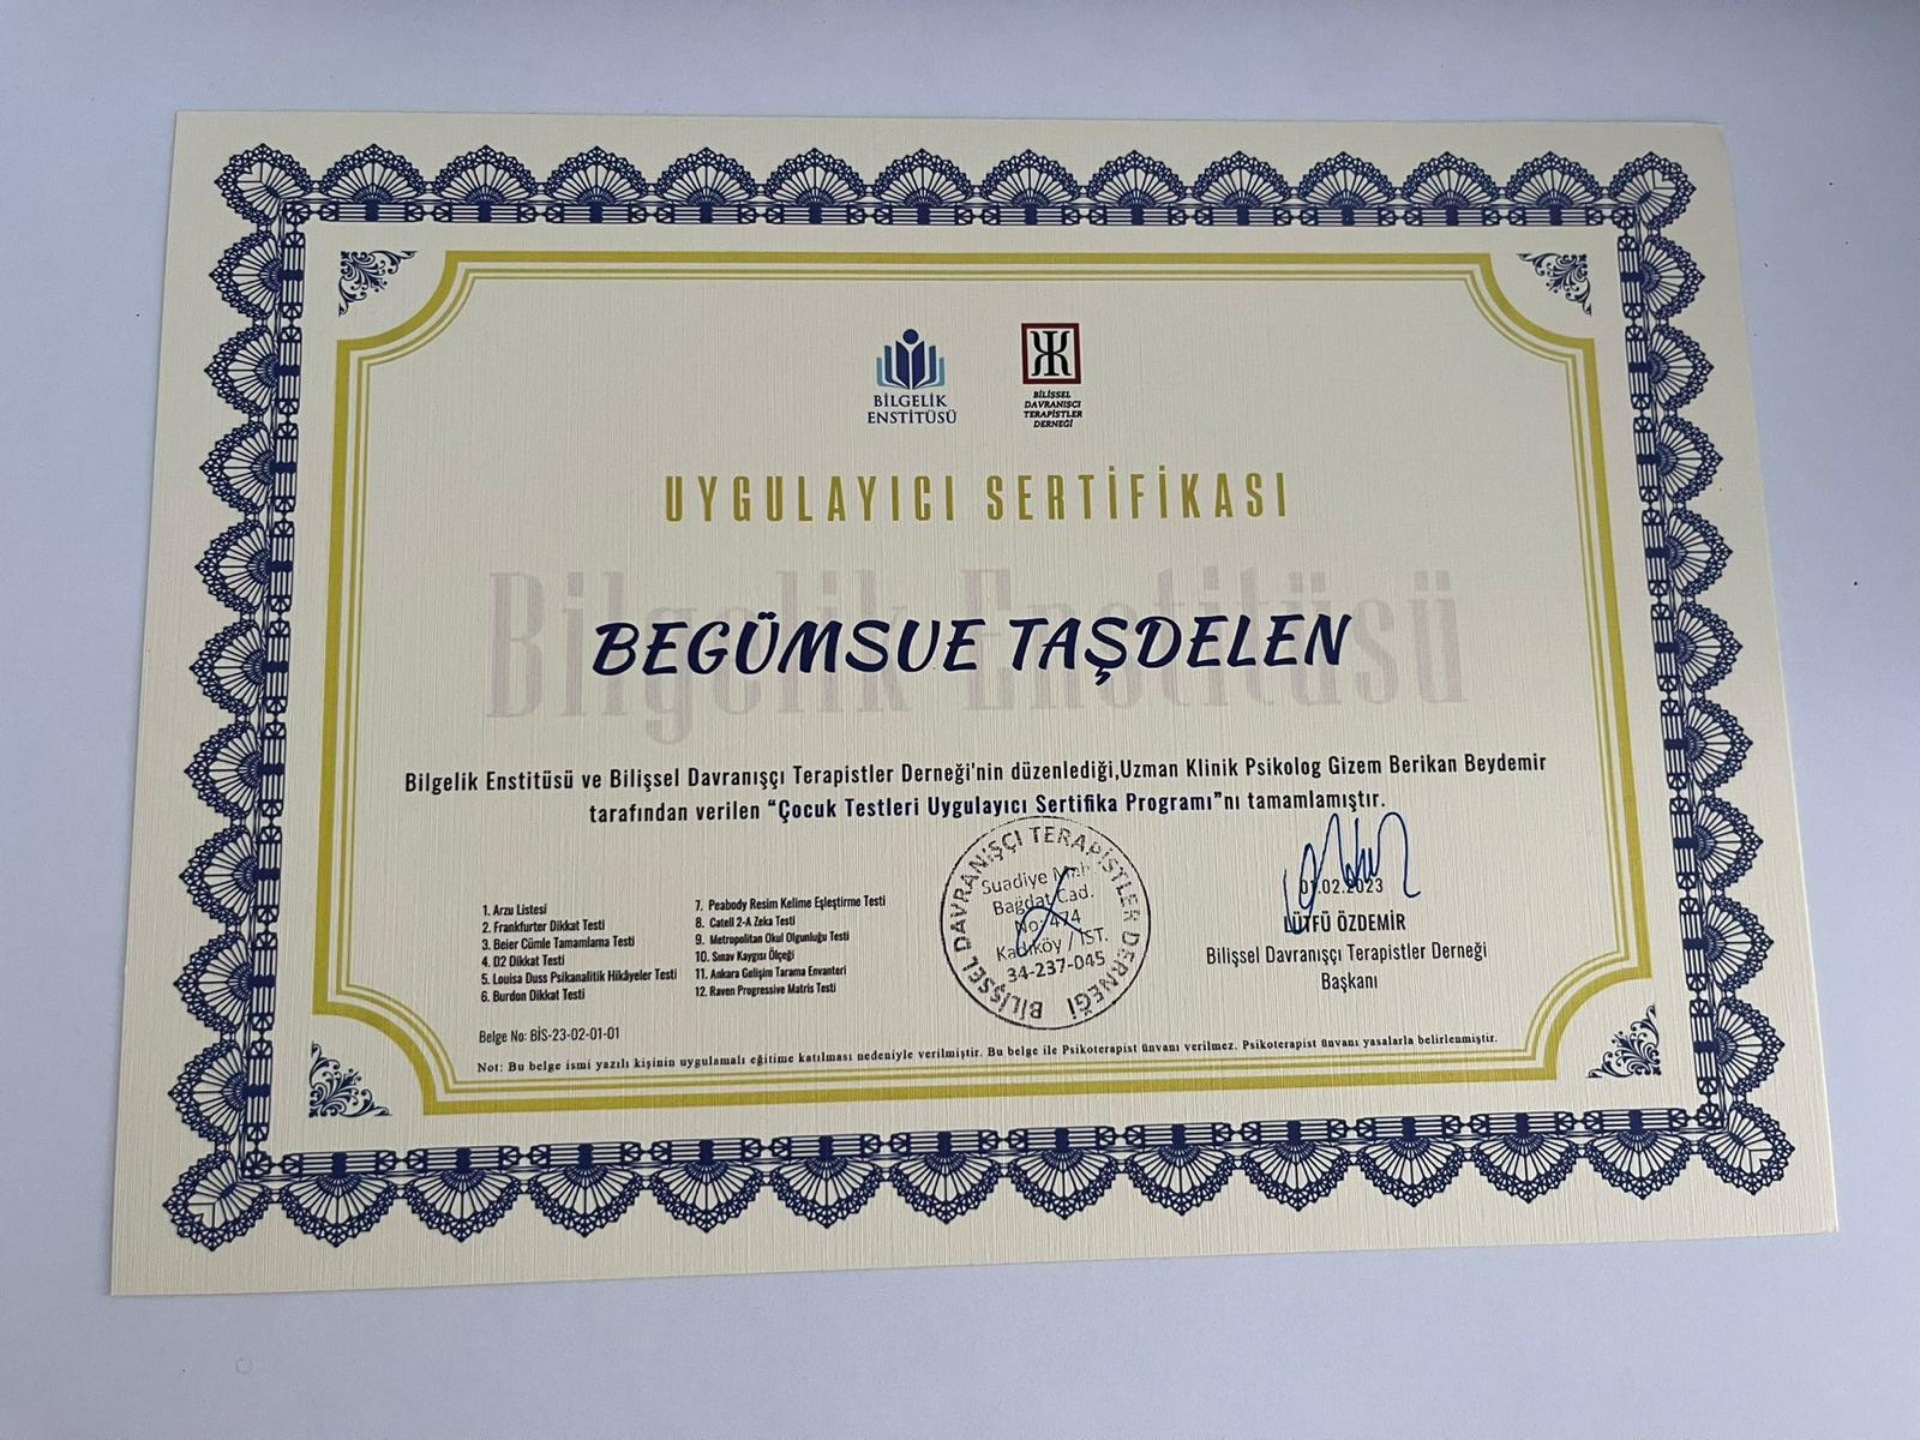 BİLGELİK
ENSTİTÜSÜ
BİLİŞSEL
DAVRANIŞCI
TERAPİSTLER
DERNEĞİ
UYGULAYICI SERTİFİKASI
Bilgelik Enstitüsü
BEGÜMSUE TAŞDELEN
Bilgelik Enstitüsü ve Bilişsel Davranışçı Terapistler Derneği'nin düzenlediği,Uzman Klinik Psikolog Gizem Berikan Beydemir
tarafından verilen “Çocuk Testleri Uygulayıcı Sertifika Programı”nı tamamlamıştır.
1. Arzu Listesi
2. Frankfurter Dikkat Testi
3. Beier Cümle Tamamlama Testi
4. D2 Dikkat Testi
5. Louisa Duss Psikanalitik Hikâyeler Testi
6. Burdon Dikkat Testi
7. Peabody Resim Kelime Eşleştirme Testi
8. Catell 2-A Zeka Testi
9. Metropolitan Okul Olgunluğu Testi
10. Sınav Kaygısı Ölçeği
11. Ankara Gelişim Tarama Envanteri
12. Raven Progressive Matris Testi
BİLİŞSEL DAVRANIŞÇI TERAPİSTLER DERNEĞİ
Suadiye Mah.
Bağdat Cad.
No: 474
Kadıköy / İST.
34-237-045
01.02.2023
LÜTFÜ ÖZDEMİR
Bilişsel Davranışçı Terapistler Derneği
Başkanı
Belge No: BİS-23-02-01-01
Not: Bu belge ismi yazılı kişinin uygulamalı eğitime katılması nedeniyle verilmiştir. Bu belge ile Psikoterapist ünvanı verilmez. Psikoterapist ünvanı yasalarla belirlenmiştir.